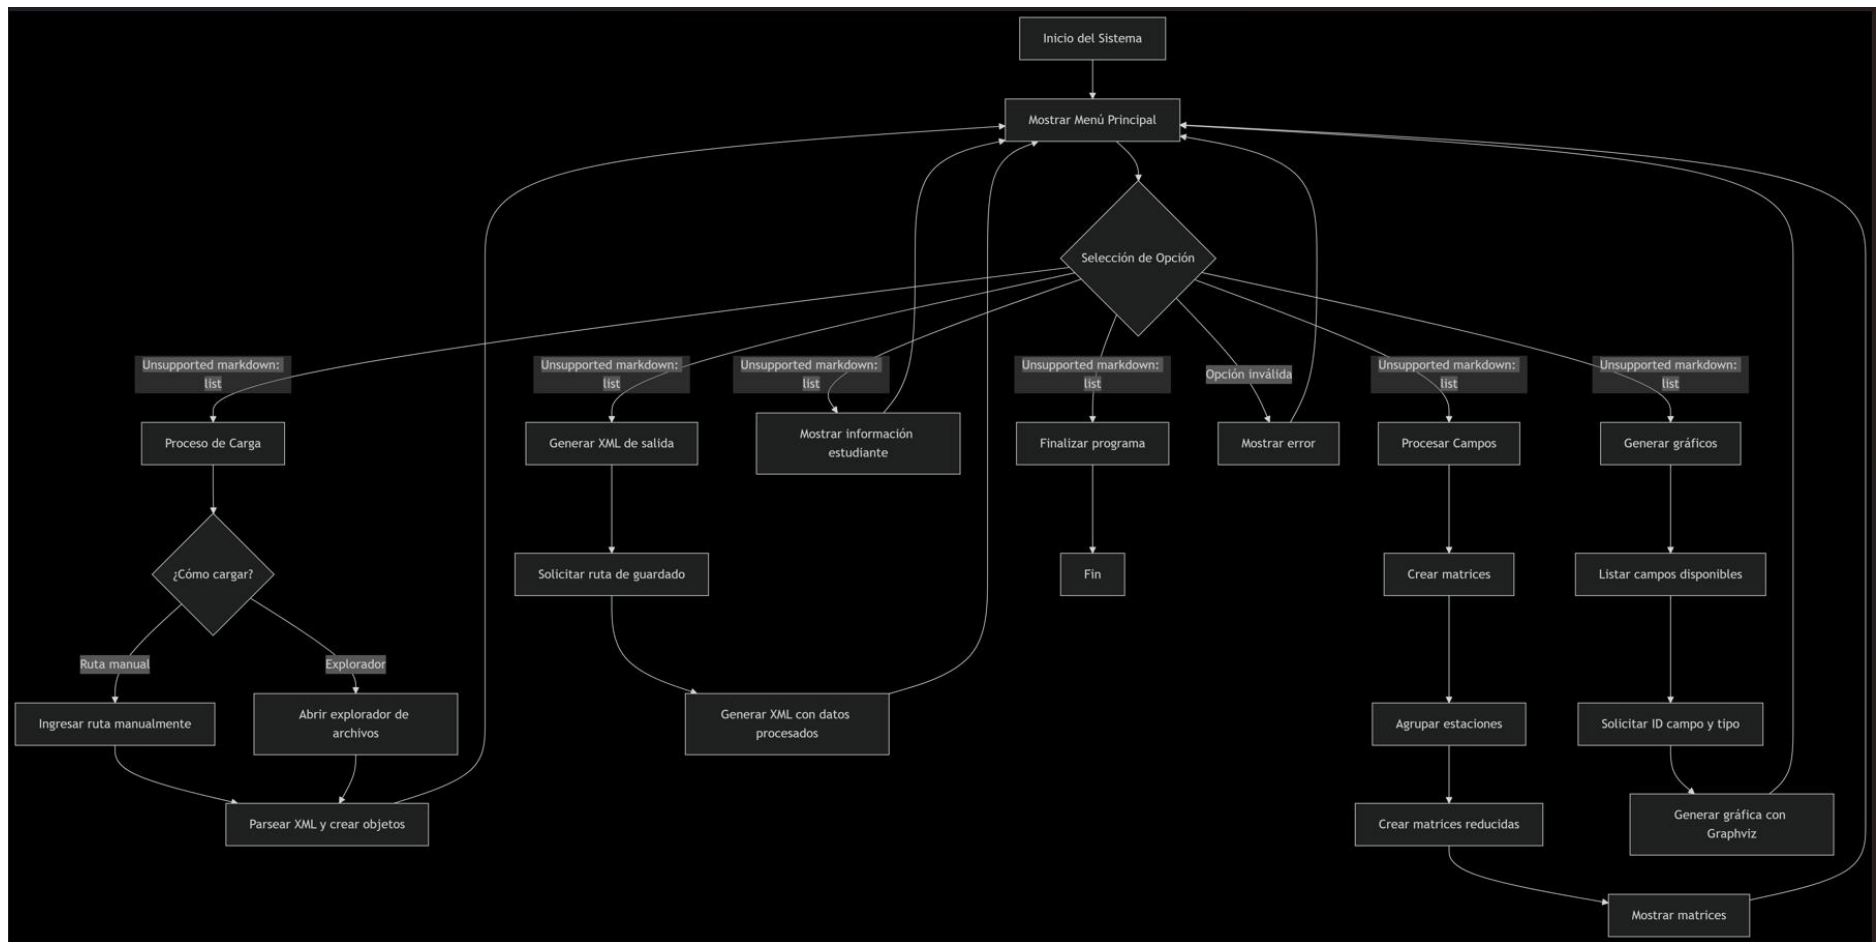 Inicio del Sistema
Mostrar Menú Principal
Selección de Opción
Unsupported markdown:
list
Unsupported markdown:
list
Unsupported markdown:
list
Unsupported markdown:
list
Opción inválida
Unsupported markdown:
list
Unsupported markdown:
list
Proceso de Carga
Generar XML de salida
Mostrar información
estudiante
Finalizar programa
Mostrar error
Procesar Campos
Generar gráficos
¿Cómo cargar?
Solicitar ruta de guardado
Fin
Crear matrices
Listar campos disponibles
Ruta manual
Explorador
Ingresar ruta manualmente
Abrir explorador de
archivos
Generar XML con datos
procesados
Agrupar estaciones
Solicitar ID campo y tipo
Parsear XML y crear objetos
Crear matrices reducidas
Generar gráfica con
Graphviz
Mostrar matrices